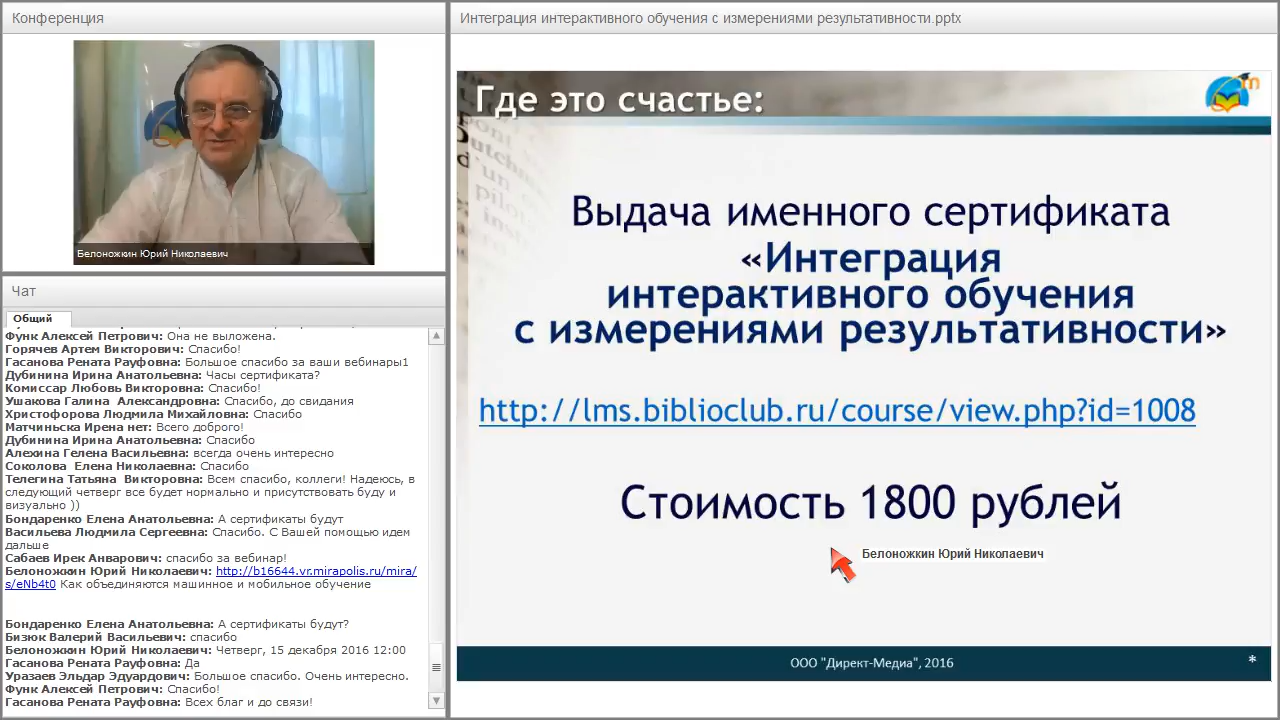 Конференция
Белоножкин Юрий Николаевич
Чат
Общий
Функ Алексей Петрович: Она не выложена.
Горячев Артем Викторович: Спасибо!
Гасанова Рената Рауфовна: Большое спасибо за ваши вебинары1
Дубинина Ирина Анатольевна: Часы сертификата?
Комиссар Любовь Викторовна: Спасибо!
Ушакова Галина Александровна: Спасибо, до свидания
Христофорова Людмила Михайловна: Спасибо
Матчиньска Ирена нет: Всего доброго!
Дубинина Ирина Анатольевна: Спасибо
Алехина Гелена Васильевна: всегда очень интересно
Соколова Елена Николаевна: Спасибо
Телегина Татьяна Викторовна: Всем спасибо, коллеги! Надеюсь, в
следующий четверг все будет нормально и присутствовать буду и
визуально ))
Бондаренко Елена Анатольевна: А сертификаты будут
Васильева Людмила Сергеевна: Спасибо. С Вашей помощью идем
дальше
Сабаев Ирек Анварович: спасибо за вебинар!
Белоножкин Юрий Николаевич: http://b16644.vr.mirapolis.ru/mira/
s/eNb4t0 Как объединяются машинное и мобильное обучение
Бондаренко Елена Анатольевна: А сертификаты будут?
Бизюк Валерий Васильевич: спасибо
Белоножкин Юрий Николаевич: Четверг, 15 декабря 2016 12:00
Гасанова Рената Рауфовна: Да
Уразаев Эльдар Эдуардович: Большое спасибо. Очень интересно.
Функ Алексей Петрович: Спасибо!
Гасанова Рената Рауфовна: Всех благ и до связи!
Интеграция интерактивного обучения с измерениями результативности.pptx
Где это счастье:
Выдача именного сертификата
«Интеграция
интерактивного обучения
с измерениями результативности»
http://lms.biblioclub.ru/course/view.php?id=1008
Стоимость 1800 рублей
Белоножкин Юрий Николаевич
ООО "Директ-Медиа", 2016
*